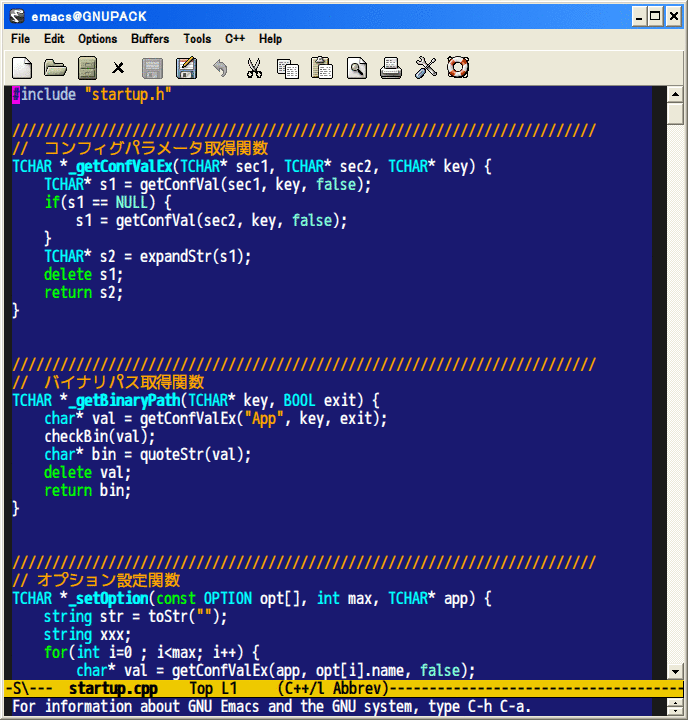 emacs@GNUPACK
File Edit Options Buffers Tools C++ Help
#include "startup.h"
/////////////////////////////////////////////////////////////////////////
//  コンフィグパラメータ取得関数
TCHAR *_getConfValEx(TCHAR* sec1, TCHAR* sec2, TCHAR* key) {
    TCHAR* s1 = getConfVal(sec1, key, false);
    if(s1 == NULL) {
        s1 = getConfVal(sec2, key, false);
    }
    TCHAR* s2 = expandStr(s1);
    delete s1;
    return s2;
}
/////////////////////////////////////////////////////////////////////////
//  バイナリパス取得関数
TCHAR *_getBinaryPath(TCHAR* key, BOOL exit) {
    char* val = getConfValEx("App", key, exit);
    checkBin(val);
    char* bin = quoteStr(val);
    delete val;
    return bin;
}
/////////////////////////////////////////////////////////////////////////
// オプション設定関数
TCHAR *_setOption(const OPTION opt[], int max, TCHAR* app) {
    string str = toStr("");
    string xxx;
    for(int i=0 ; i<max; i++) {
        char* val = getConfValEx(app, opt[i].name, false);
-S\---  startup.cpp    Top L1     (C++/l Abbrev)-------------------------------------
For information about GNU Emacs and the GNU system, type C-h C-a.